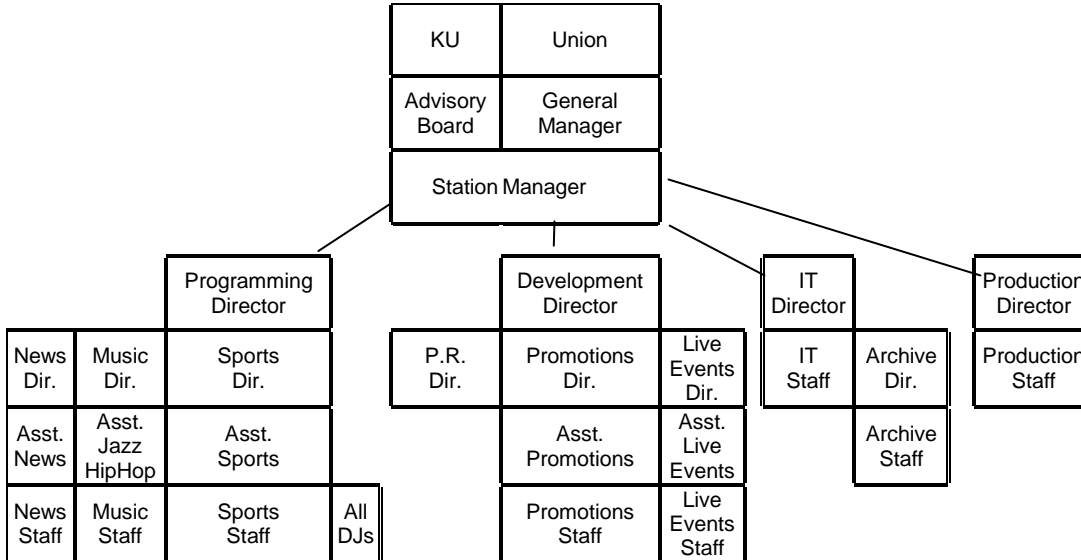 KU
Union
Advisory
Board
General
Manager
Station Manager
Programming
Director
Development
Director
IT
Director
Production
Director
News
Dir.
Music
Dir.
Sports
Dir.
P.R.
Dir.
Promotions
Dir.
Live
Events
Dir.
IT
Staff
Archive
Dir.
Production
Staff
Asst.
News
Asst.
Jazz
HipHop
Asst.
Sports
Asst.
Promotions
Asst.
Live
Events
Archive
Staff
News
Staff
Music
Staff
Sports
Staff
All
DJs
Promotions
Staff
Live
Events
Staff